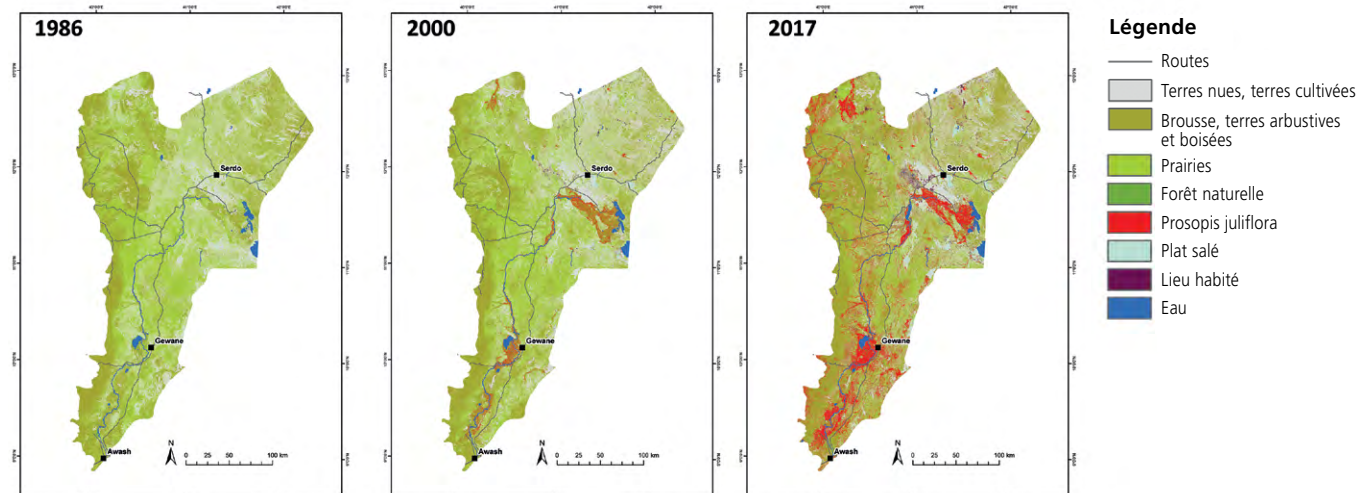 1986
Serdo
Gewane
Awash
N
0 25 50 100 km
2000
Serdo
Gewane
Awash
N
0 25 50 100 km
2017
Serdo
Gewane
Awash
N
0 25 50 100 km
Légende
Routes
Terres nues, terres cultivées
Brousse, terres arbustives
et boisées
Prairies
Forêt naturelle
Prosopis juliflora
Plat salé
Lieu habité
Eau